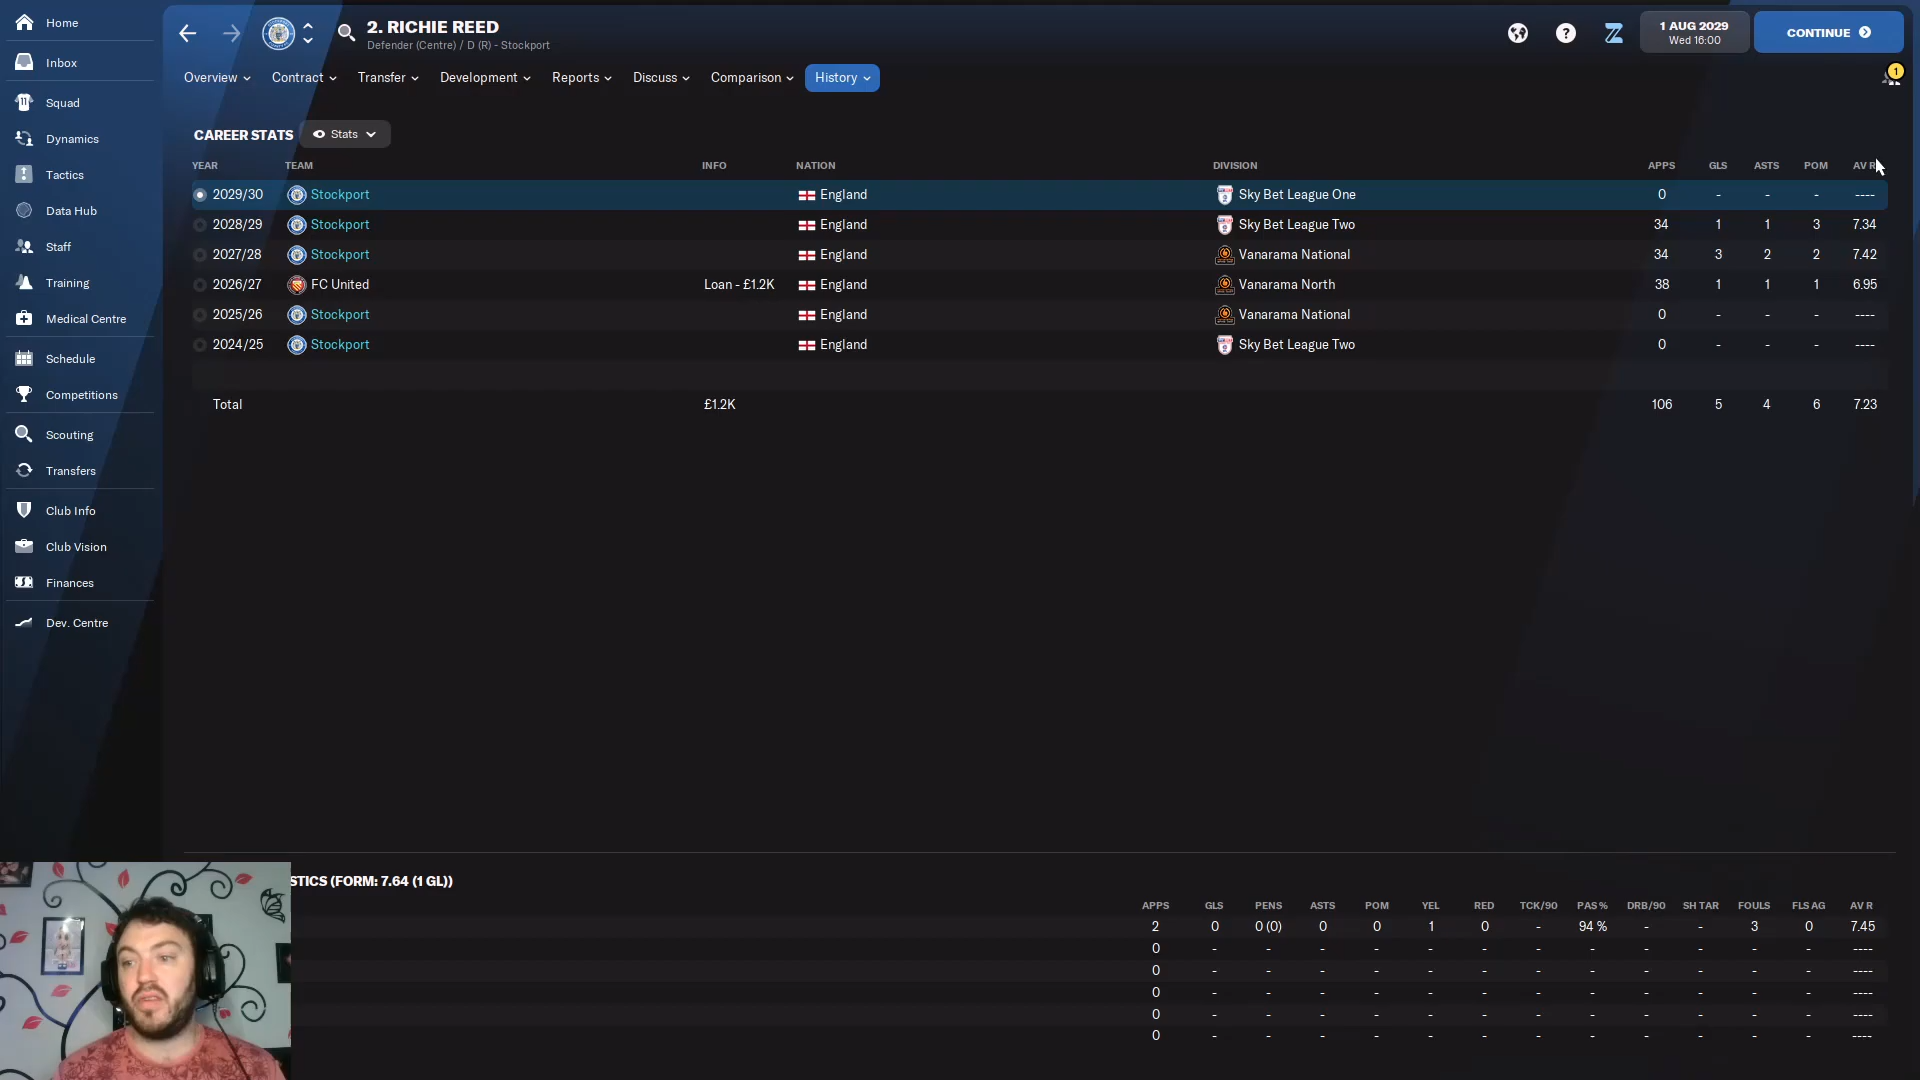 Home
Inbox
Squad
Dynamics
Tactics
Data Hub
Staff
Training
Medical Centre
Schedule
Competitions
Scouting
Transfers
Club Info
Club Vision
Finances
Dev. Centre
2. RICHIE REED
Defender (Centre) / D (R) - Stockport
1 AUG 2029
Wed 16:00
CONTINUE
Overview Contract Transfer Development Reports Discuss Comparison History
1
CAREER STATS Stats
YEAR TEAM INFO NATION DIVISION APPS GLS ASTS POM AV R
2029/30 Stockport England Sky Bet League One 0 - - - ----
2028/29 Stockport England Sky Bet League Two 34 1 1 3 7.34
2027/28 Stockport England Vanarama National 34 3 2 2 7.42
2026/27 FC United Loan - £1.2K England Vanarama North 38 1 1 1 6.95
2025/26 Stockport England Vanarama National 0 - - - ----
2024/25 Stockport England Sky Bet League Two 0 - - - ----
Total £1.2K 106 5 4 6 7.23
STICS (FORM: 7.64 (1 GL))
APPS GLS PENS ASTS POM YEL RED TCK/90 PAS % DRB/90 SH TAR FOULS FLS AG AV R
2 0 0 (0) 0 0 1 0 - 94 % - - 3 0 7.45
0 - - - - - - - - - - - - ----
0 - - - - - - - - - - - - ----
0 - - - - - - - - - - - - ----
0 - - - - - - - - - - - - ----
0 - - - - - - - - - - - - ----